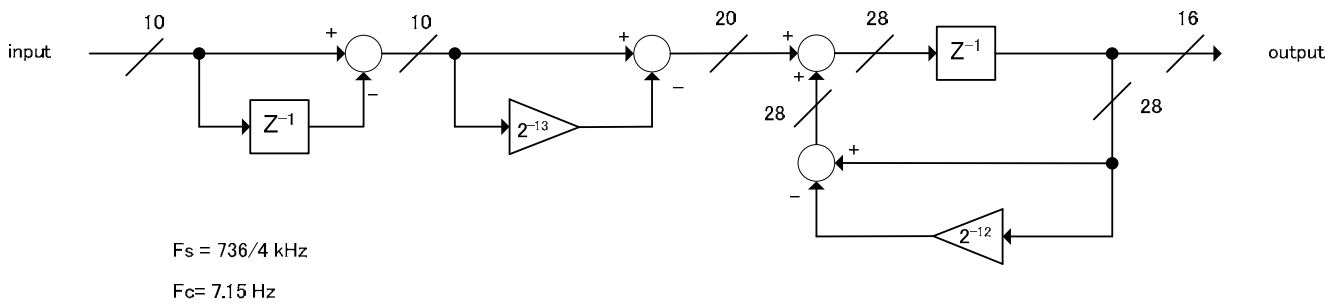 10 10 20 28 16
input + + + Z⁻¹ output
− − + 28 28
Z⁻¹ 2⁻¹³
+
−
2⁻¹²
Fs = 736/4 kHz
Fc= 7.15 Hz